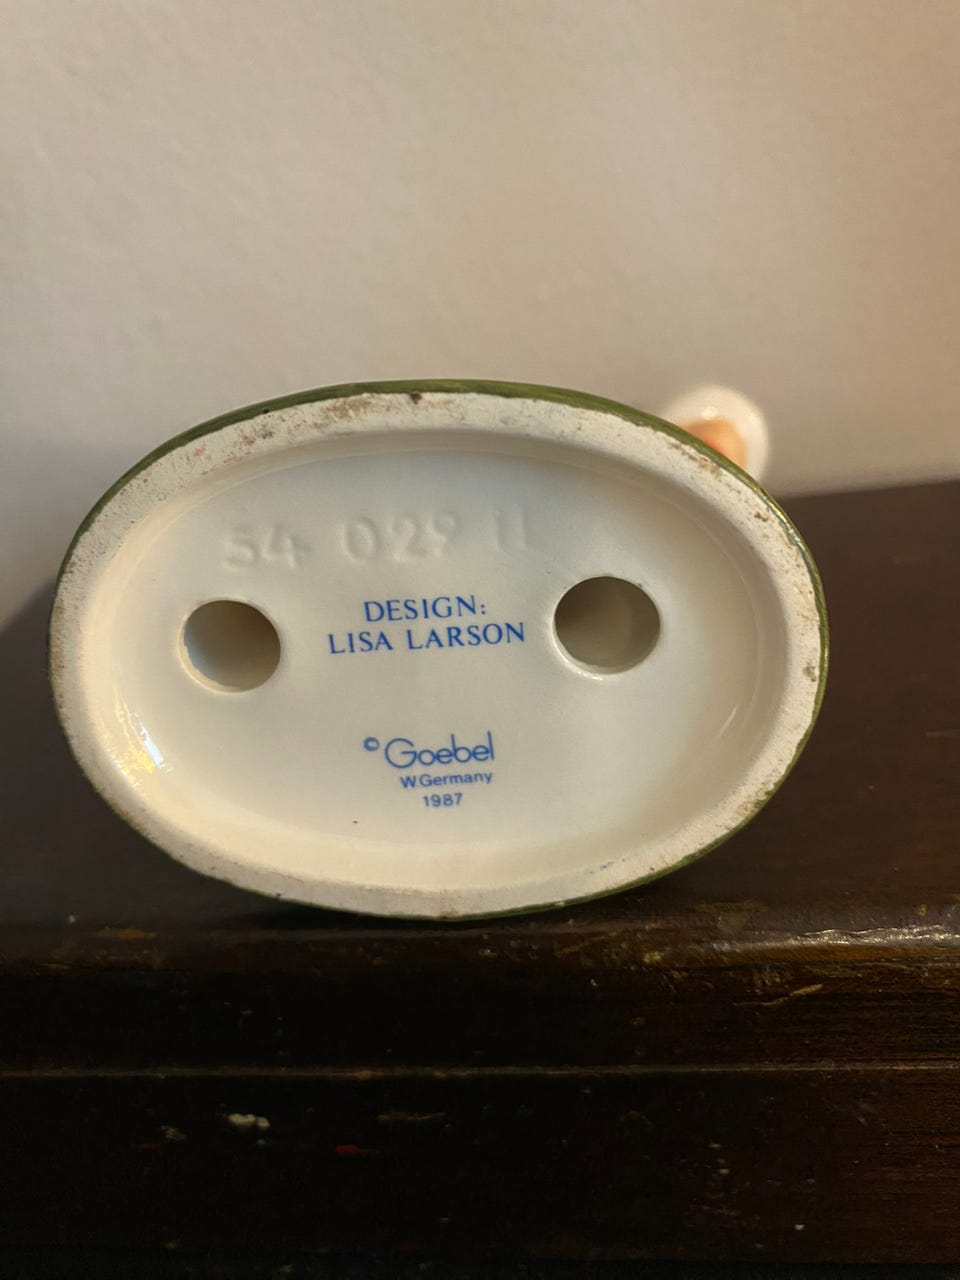 54 029 11
DESIGN:
LISA LARSON
© Goebel
W Germany
1987